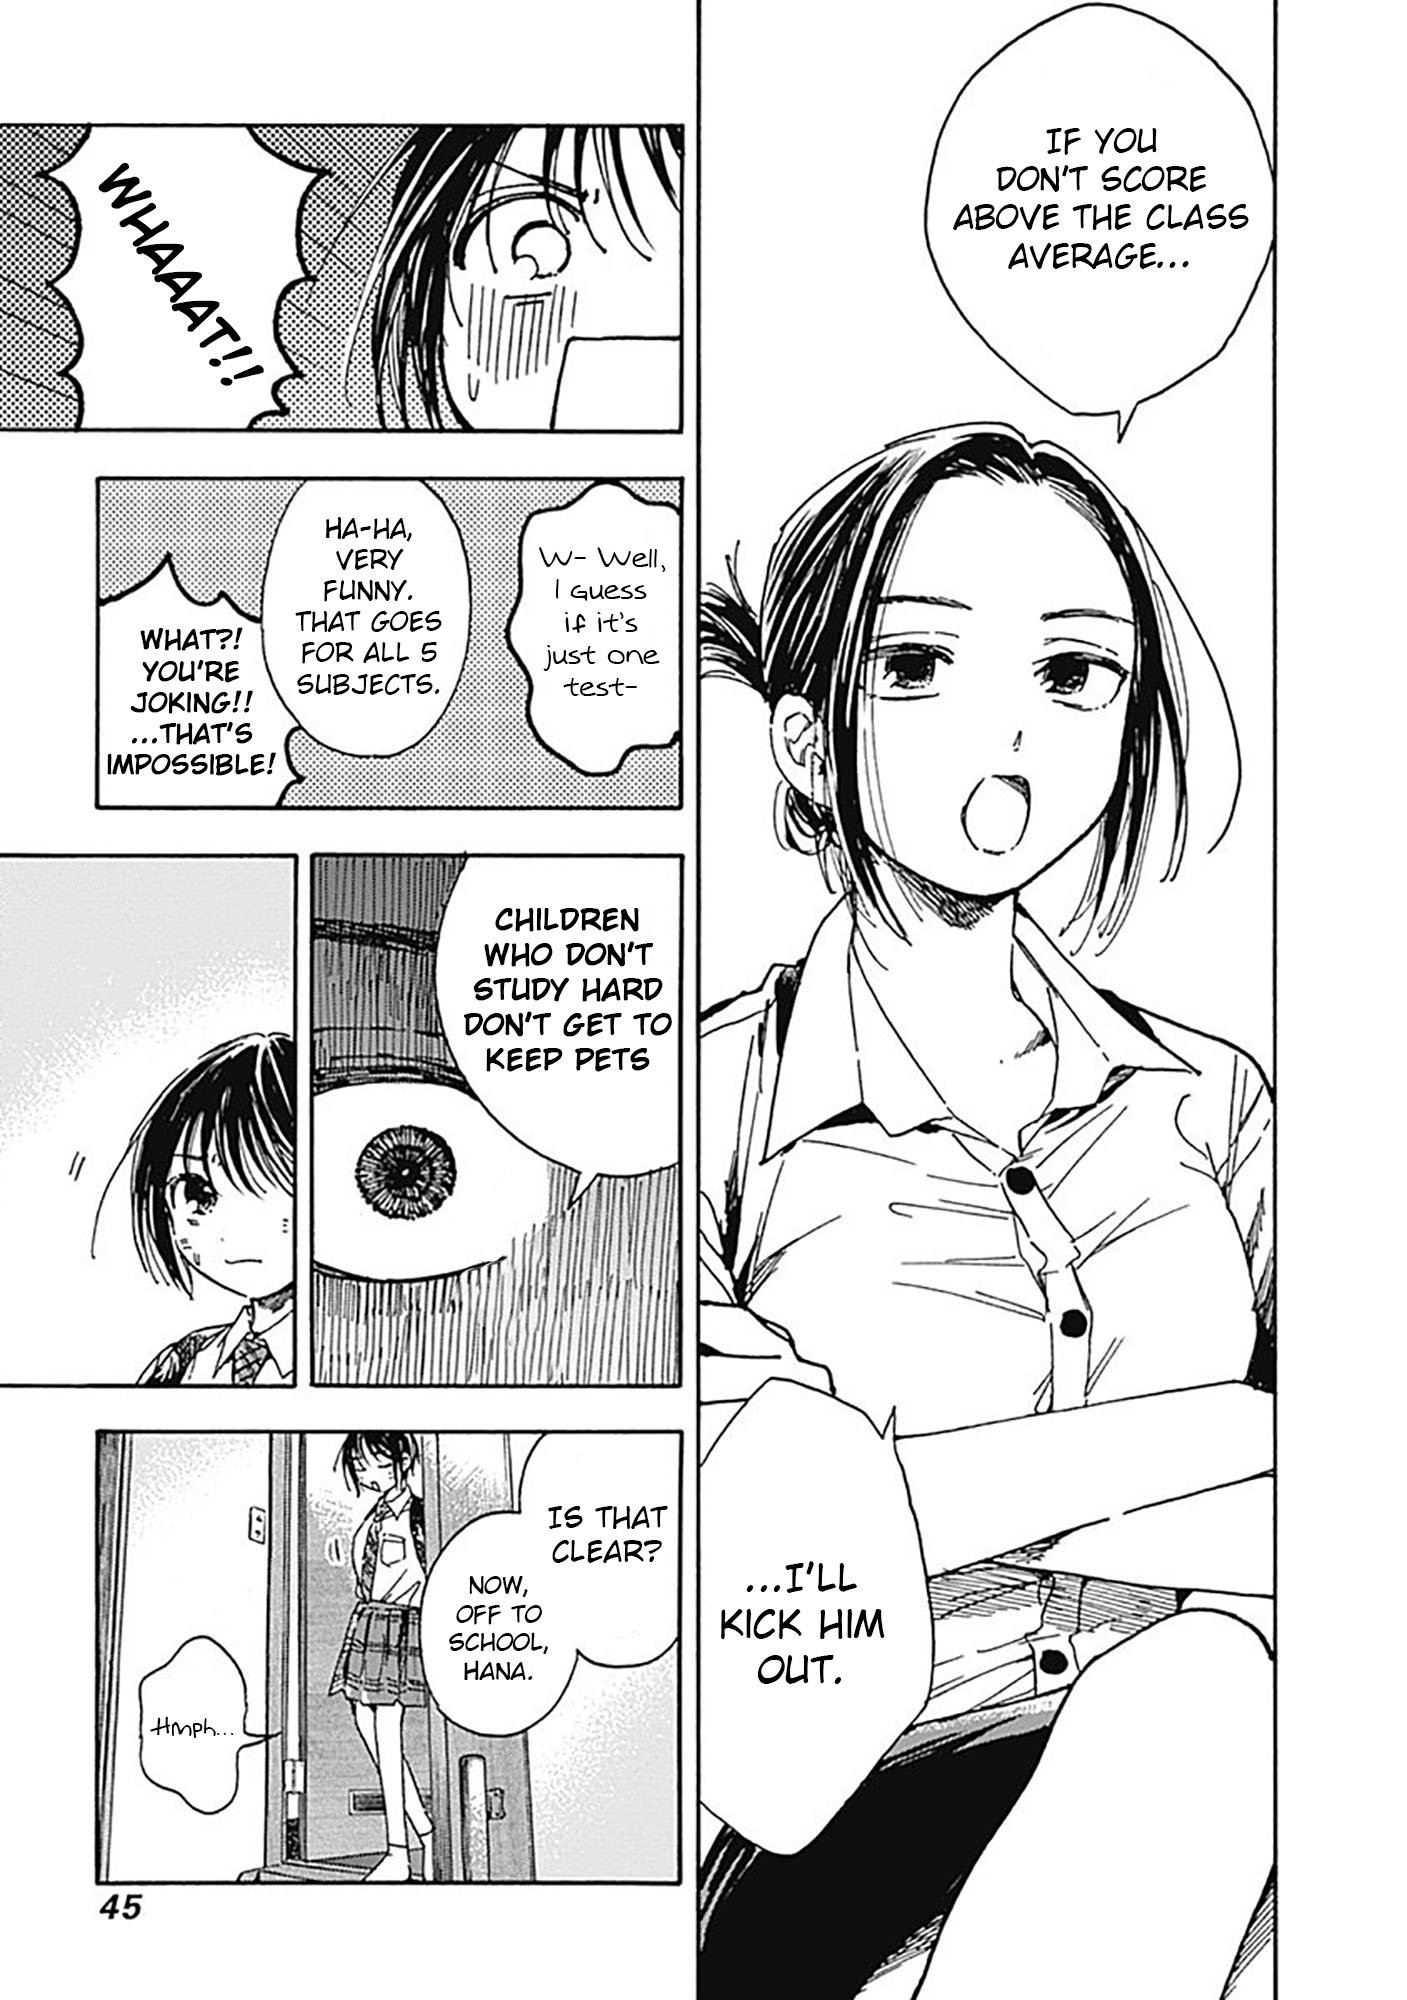 IF YOU
DON'T SCORE
ABOVE THE CLASS
AVERAGE...
...I'LL
KICK HIM
OUT.
WHAAAT!!
W- Well,
I guess
if it's
just one
test-
HA-HA,
VERY
FUNNY.
THAT GOES
FOR ALL 5
SUBJECTS.
WHAT?!
YOU'RE
JOKING!!
...THAT'S
IMPOSSIBLE!
CHILDREN
WHO DON'T
STUDY HARD
DON'T GET TO
KEEP PETS
IS THAT
CLEAR?
NOW,
OFF TO
SCHOOL,
HANA.
Hmph...
45